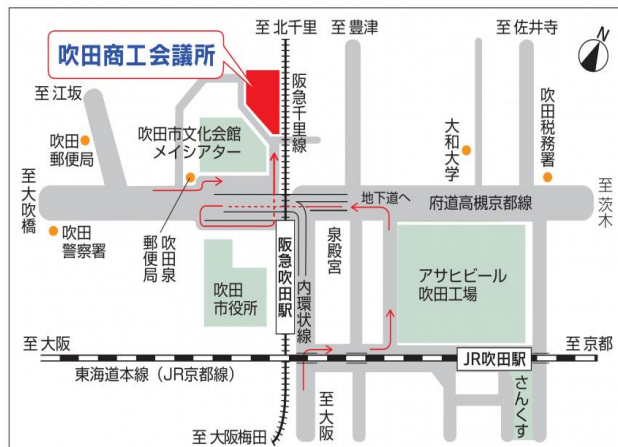 至北千里
至豊津
至佐井寺
N
吹田商工会議所
阪急千里線
至江坂
吹田
郵便局
吹田市文化会館
メイシアター
大和大学
吹田税務署
至大吹橋
地下道へ
府道高槻京都線
至茨木
吹田
警察署
吹田泉
郵便局
阪急吹田駅
泉殿宮
アサヒビール
吹田工場
吹田
市役所
内環状線
至大阪
JR吹田駅
至京都
東海道本線（JR京都線）
さんくす
至大阪
至大阪梅田